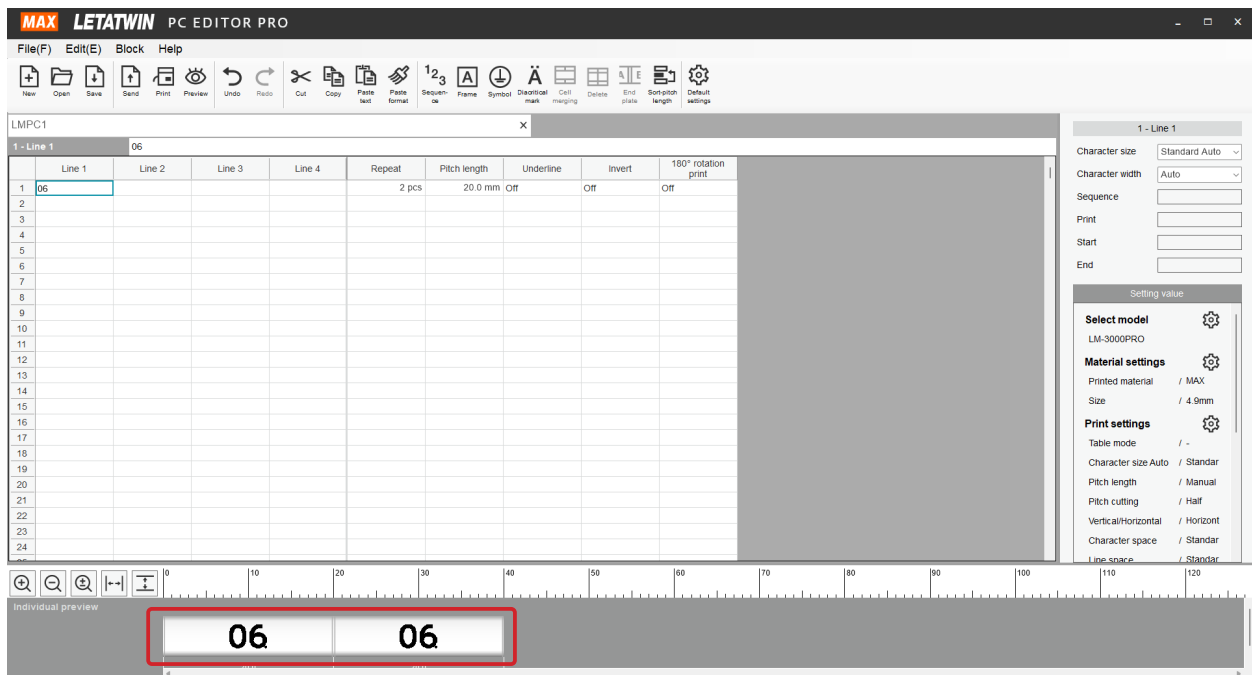 MAX LETATWIN PC EDITOR PRO
File(F) Edit(E) Block Help
New Open Save Send Print Preview Undo Redo Cut Copy Paste text Paste format Sequen-ce Frame Symbol Diacritical mark Cell merging Delete End plate Sort-pitch length Default settings
LMPC1
1 - Line 1 06
Line 1 Line 2 Line 3 Line 4 Repeat Pitch length Underline Invert 180° rotation print
1 06 2 pcs 20.0 mm Off Off Off
2
3
4
5
6
7
8
9
10
11
12
13
14
15
16
17
18
19
20
21
22
23
24
1 - Line 1
Character size Standard Auto
Character width Auto
Sequence
Print
Start
End
Setting value
Select model
LM-3000PRO
Material settings
Printed material / MAX
Size / 4.9mm
Print settings
Table mode / -
Character size Auto / Standar
Pitch length / Manual
Pitch cutting / Half
Vertical/Horizontal / Horizont
Character space / Standar
Line space / Standar
0 10 20 30 40 50 60 70 80 90 100 110 120
Individual preview
06 06